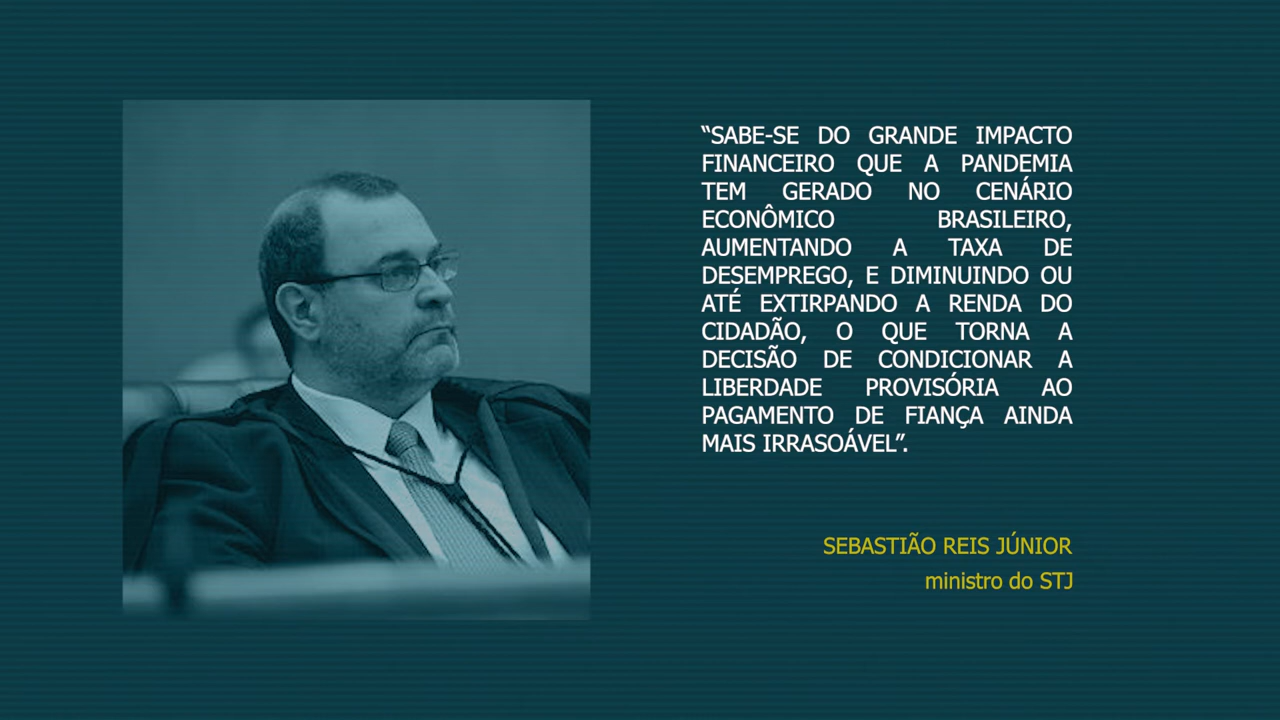 “SABE-SE DO GRANDE IMPACTO
FINANCEIRO QUE A PANDEMIA
TEM GERADO NO CENÁRIO
ECONÔMICO BRASILEIRO,
AUMENTANDO A TAXA DE
DESEMPREGO, E DIMINUINDO OU
ATÉ EXTIRPANDO A RENDA DO
CIDADÃO, O QUE TORNA A
DECISÃO DE CONDICIONAR A
LIBERDADE PROVISÓRIA AO
PAGAMENTO DE FIANÇA AINDA
MAIS IRRASOÁVEL”.
SEBASTIÃO REIS JÚNIOR
ministro do STJ